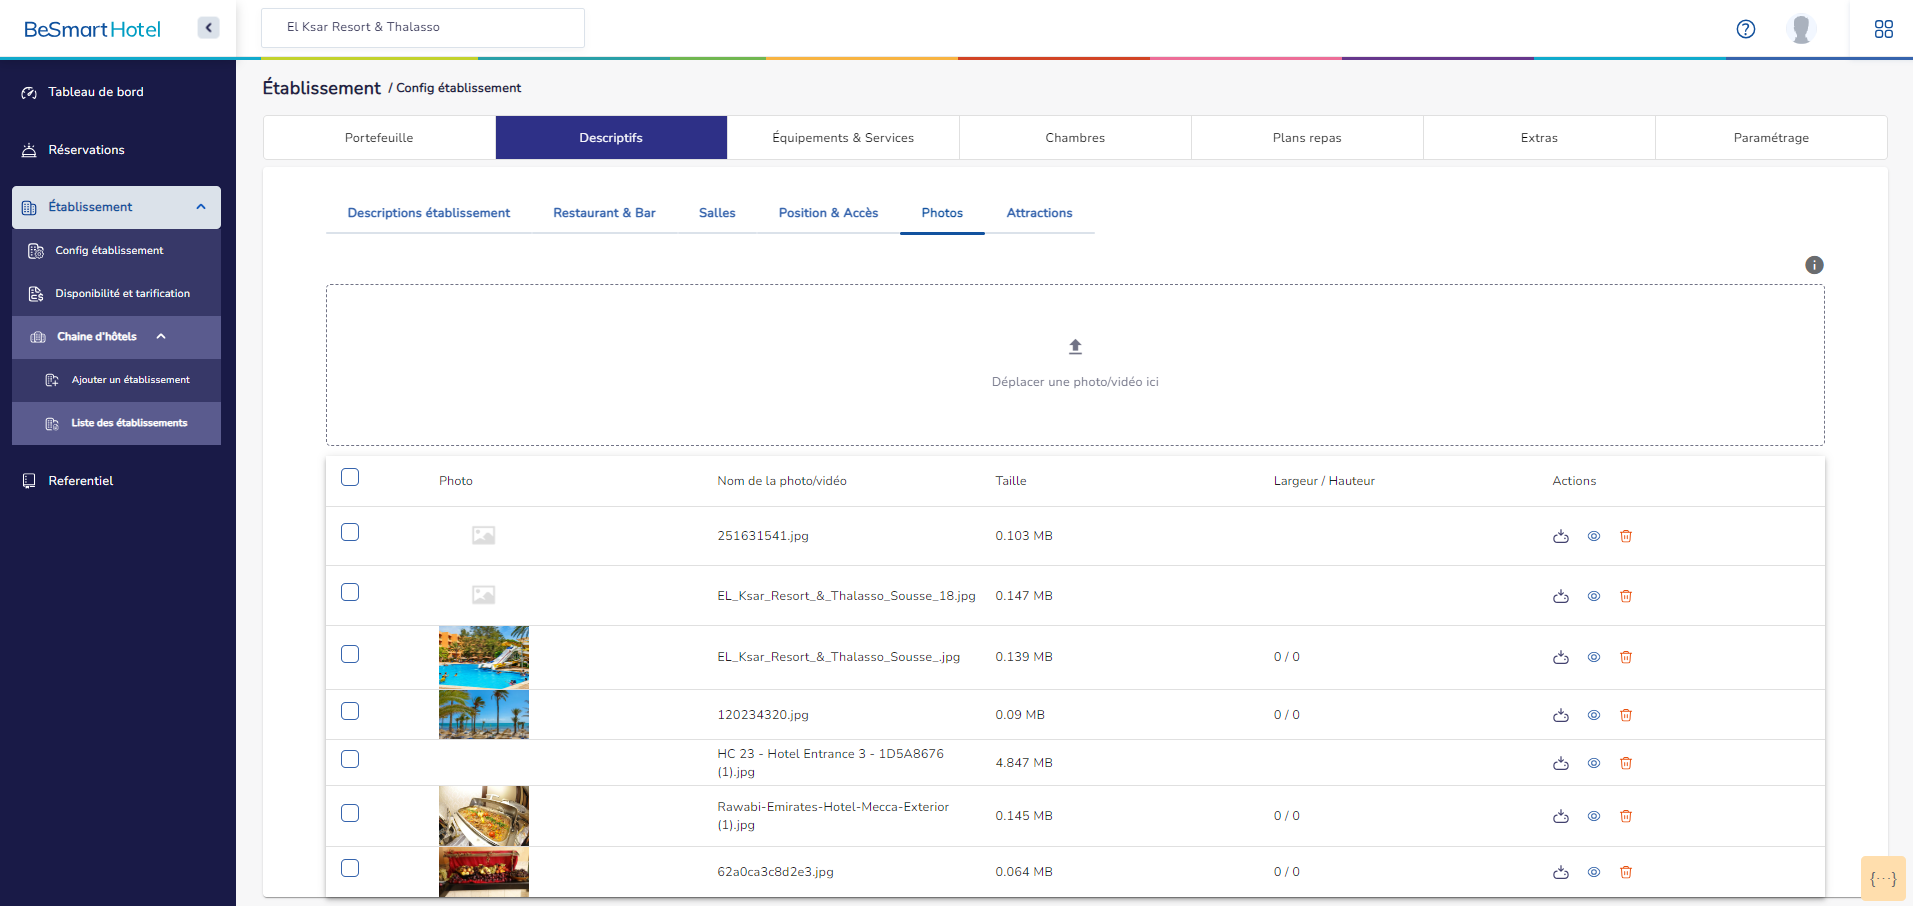 BeSmartHotel
El Ksar Resort & Thalasso
Tableau de bord
Réservations
Établissement
Config établissement
Disponibilité et tarification
Chaine d'hôtels
Ajouter un établissement
Liste des établissements
Referentiel
Établissement / Config établissement
Portefeuille
Descriptifs
Équipements & Services
Chambres
Plans repas
Extras
Paramétrage
Descriptions établissement
Restaurant & Bar
Salles
Position & Accès
Photos
Attractions
Déplacer une photo/vidéo ici
Photo
Nom de la photo/vidéo
Taille
Largeur / Hauteur
Actions
251631541.jpg
0.103 MB
EL_Ksar_Resort_&_Thalasso_Sousse_18.jpg
0.147 MB
EL_Ksar_Resort_&_Thalasso_Sousse_.jpg
0.139 MB
0 / 0
120234320.jpg
0.09 MB
0 / 0
HC 23 - Hotel Entrance 3 - 1D5A8676
(1).jpg
4.847 MB
Rawabi-Emirates-Hotel-Mecca-Exterior
(1).jpg
0.145 MB
0 / 0
62a0ca3c8d2e3.jpg
0.064 MB
0 / 0
{···}